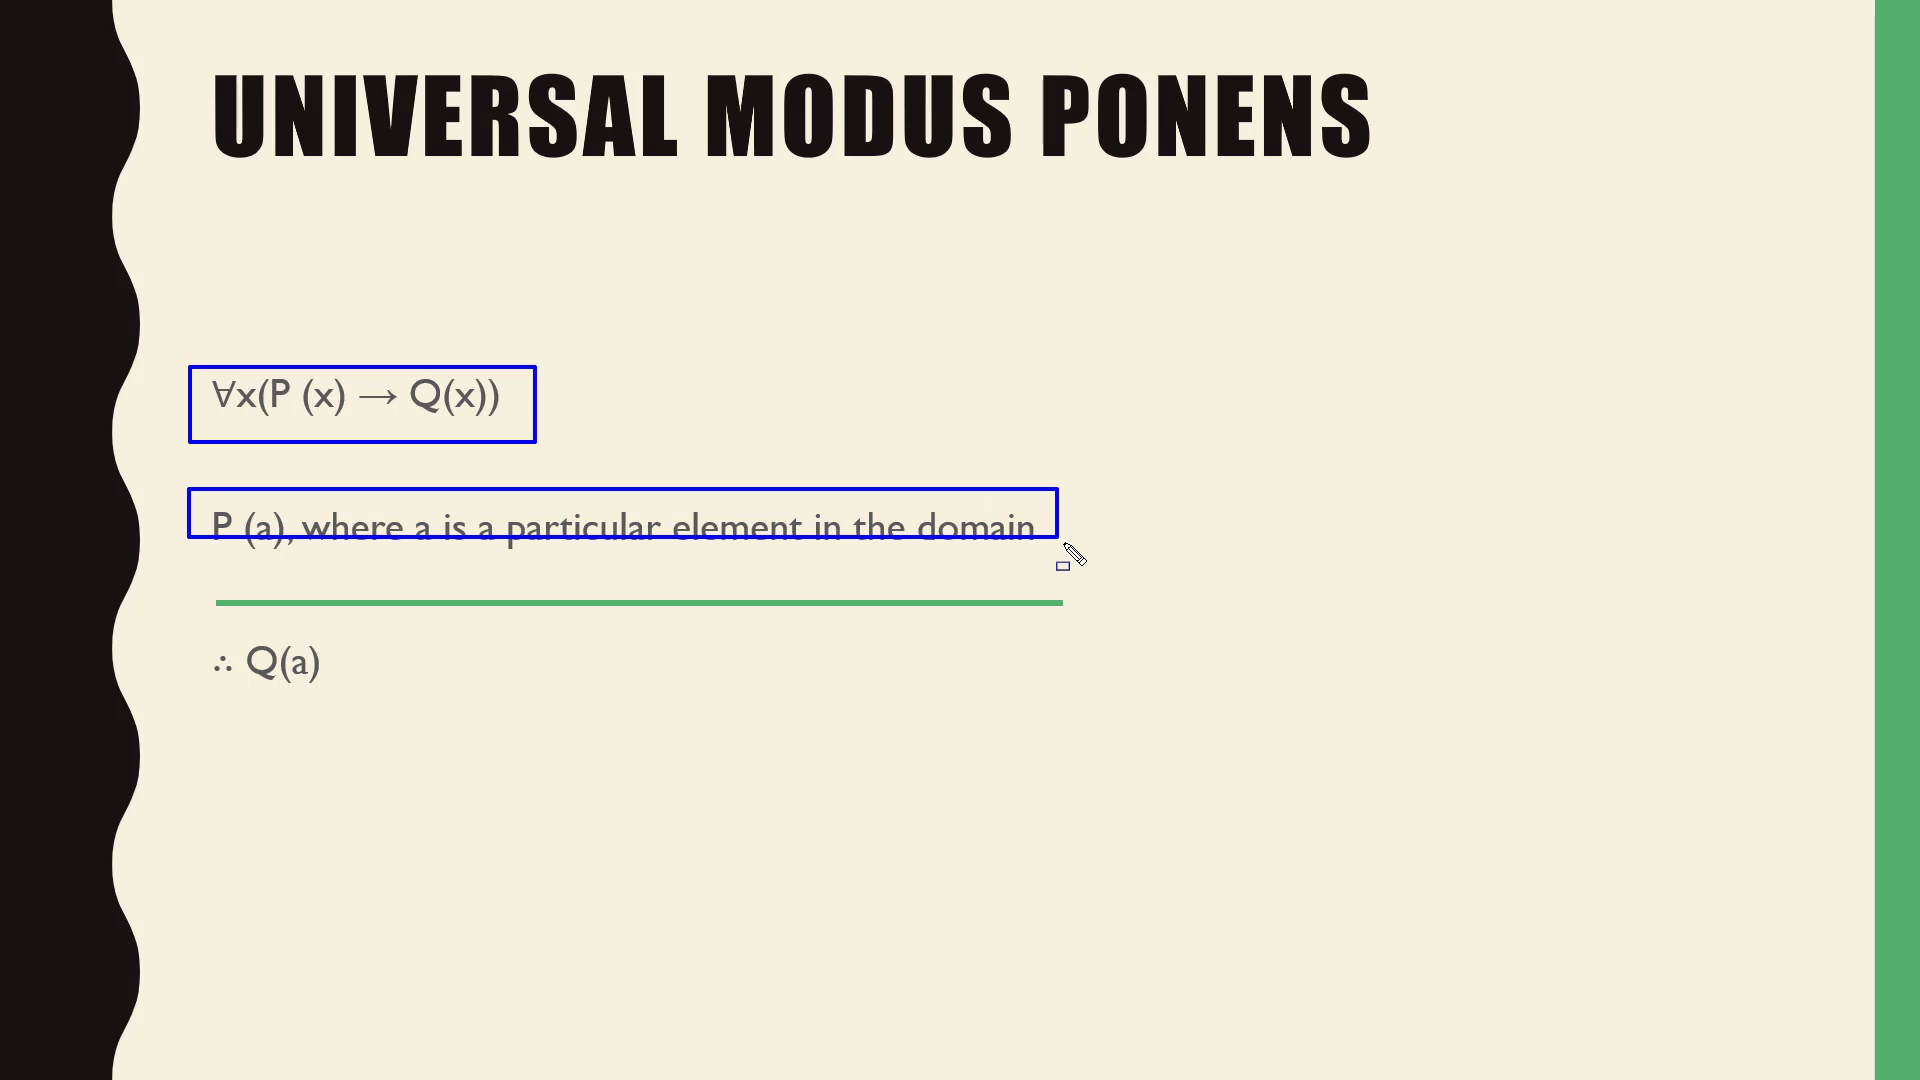 UNIVERSAL MODUS PONENS
∀x(P (x) → Q(x))
P (a), where a is a particular element in the domain
∴ Q(a)